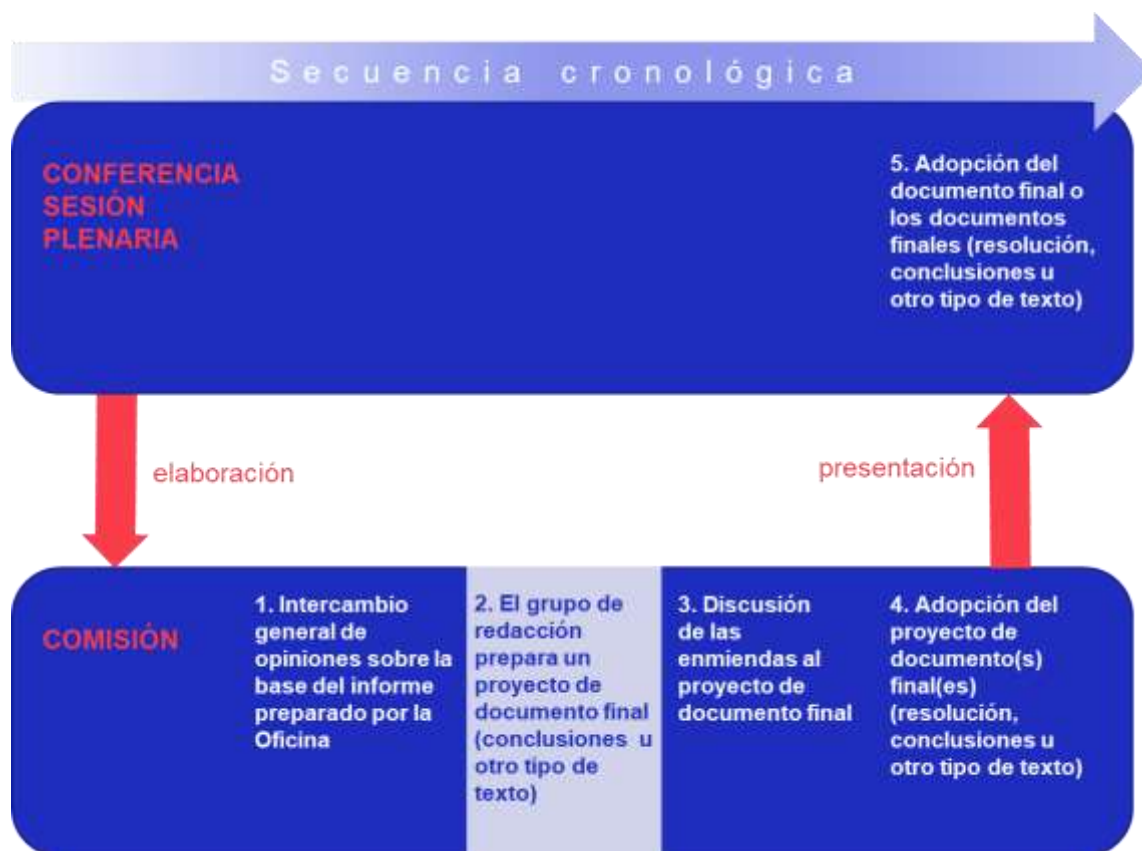 Secuencia cronológica
CONFERENCIA
SESIÓN
PLENARIA
5. Adopción del
documento final o
los documentos
finales (resolución,
conclusiones u
otro tipo de texto)
elaboración
presentación
COMISIÓN
1. Intercambio
general de
opiniones sobre la
base del informe
preparado por la
Oficina
2. El grupo de
redacción
prepara un
proyecto de
documento final
(conclusiones u
otro tipo de
texto)
3. Discusión
de las
enmiendas al
proyecto de
documento final
4. Adopción del
proyecto de
documento(s)
final(es)
(resolución,
conclusiones u
otro tipo de texto)